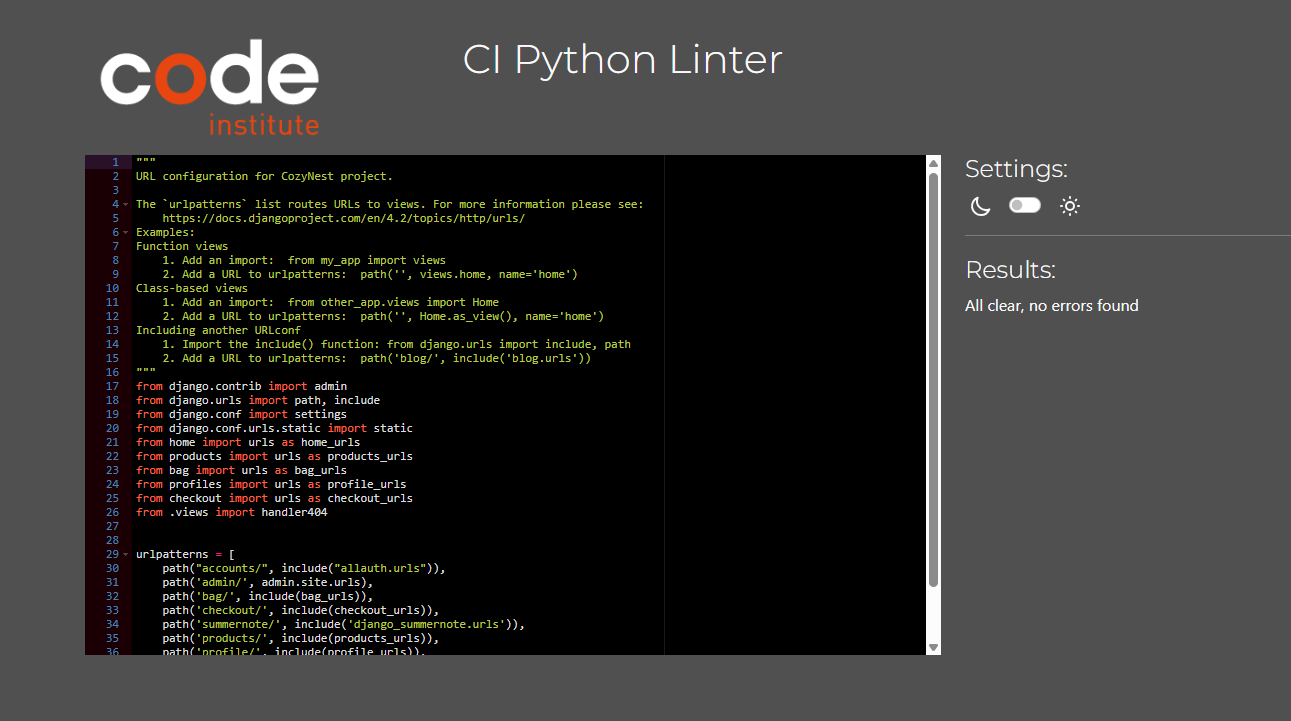 code
institute
CI Python Linter
1 """
2 URL configuration for CozyNest project.
3
4 The `urlpatterns` list routes URLs to views. For more information please see:
5     https://docs.djangoproject.com/en/4.2/topics/http/urls/
6 Examples:
7 Function views
8     1. Add an import:  from my_app import views
9     2. Add a URL to urlpatterns:  path('', views.home, name='home')
10 Class-based views
11     1. Add an import:  from other_app.views import Home
12     2. Add a URL to urlpatterns:  path('', Home.as_view(), name='home')
13 Including another URLconf
14     1. Import the include() function: from django.urls import include, path
15     2. Add a URL to urlpatterns:  path('blog/', include('blog.urls'))
16 """
17 from django.contrib import admin
18 from django.urls import path, include
19 from django.conf import settings
20 from django.conf.urls.static import static
21 from home import urls as home_urls
22 from products import urls as products_urls
23 from bag import urls as bag_urls
24 from profiles import urls as profile_urls
25 from checkout import urls as checkout_urls
26 from .views import handler404
27
28
29 urlpatterns = [
30     path("accounts/", include("allauth.urls")),
31     path('admin/', admin.site.urls),
32     path('bag/', include(bag_urls)),
33     path('checkout/', include(checkout_urls)),
34     path('summernote/', include('django_summernote.urls')),
35     path('products/', include(products_urls)),
36     path('profile/', include(profile_urls)),
Settings:
Results:
All clear, no errors found